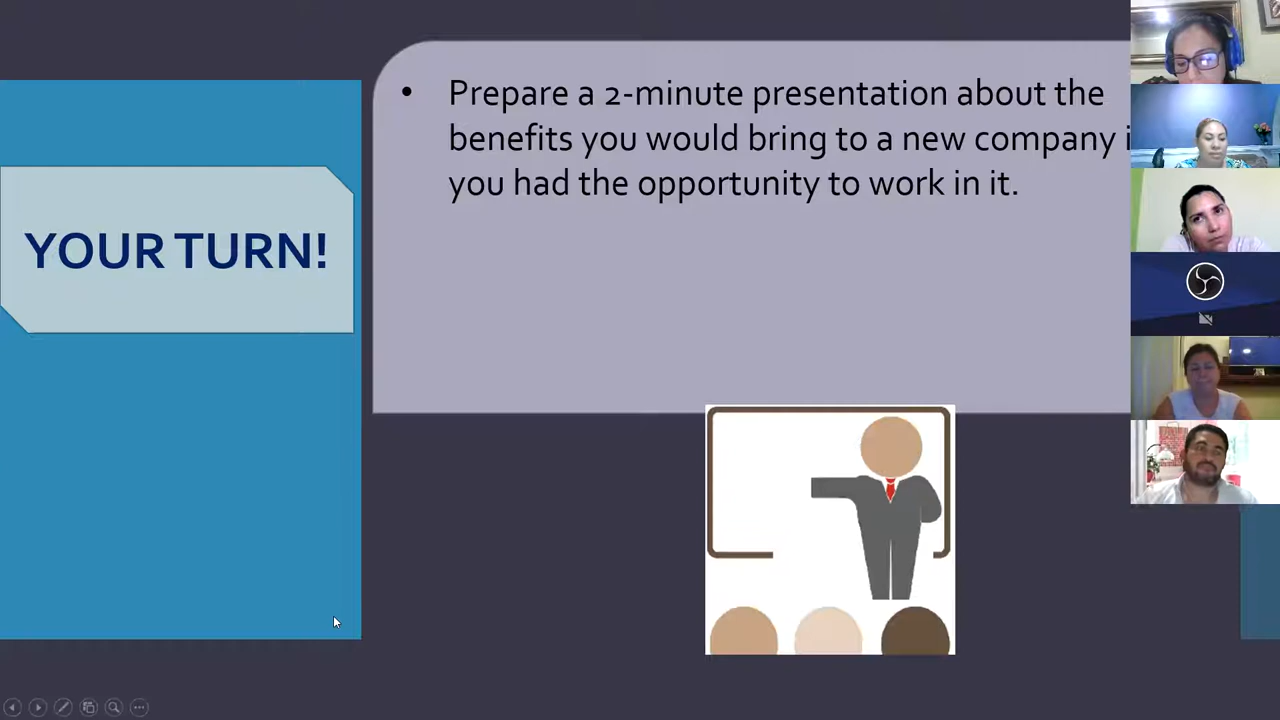 • Prepare a 2-minute presentation about the
benefits you would bring to a new company
you had the opportunity to work in it.
YOUR TURN!